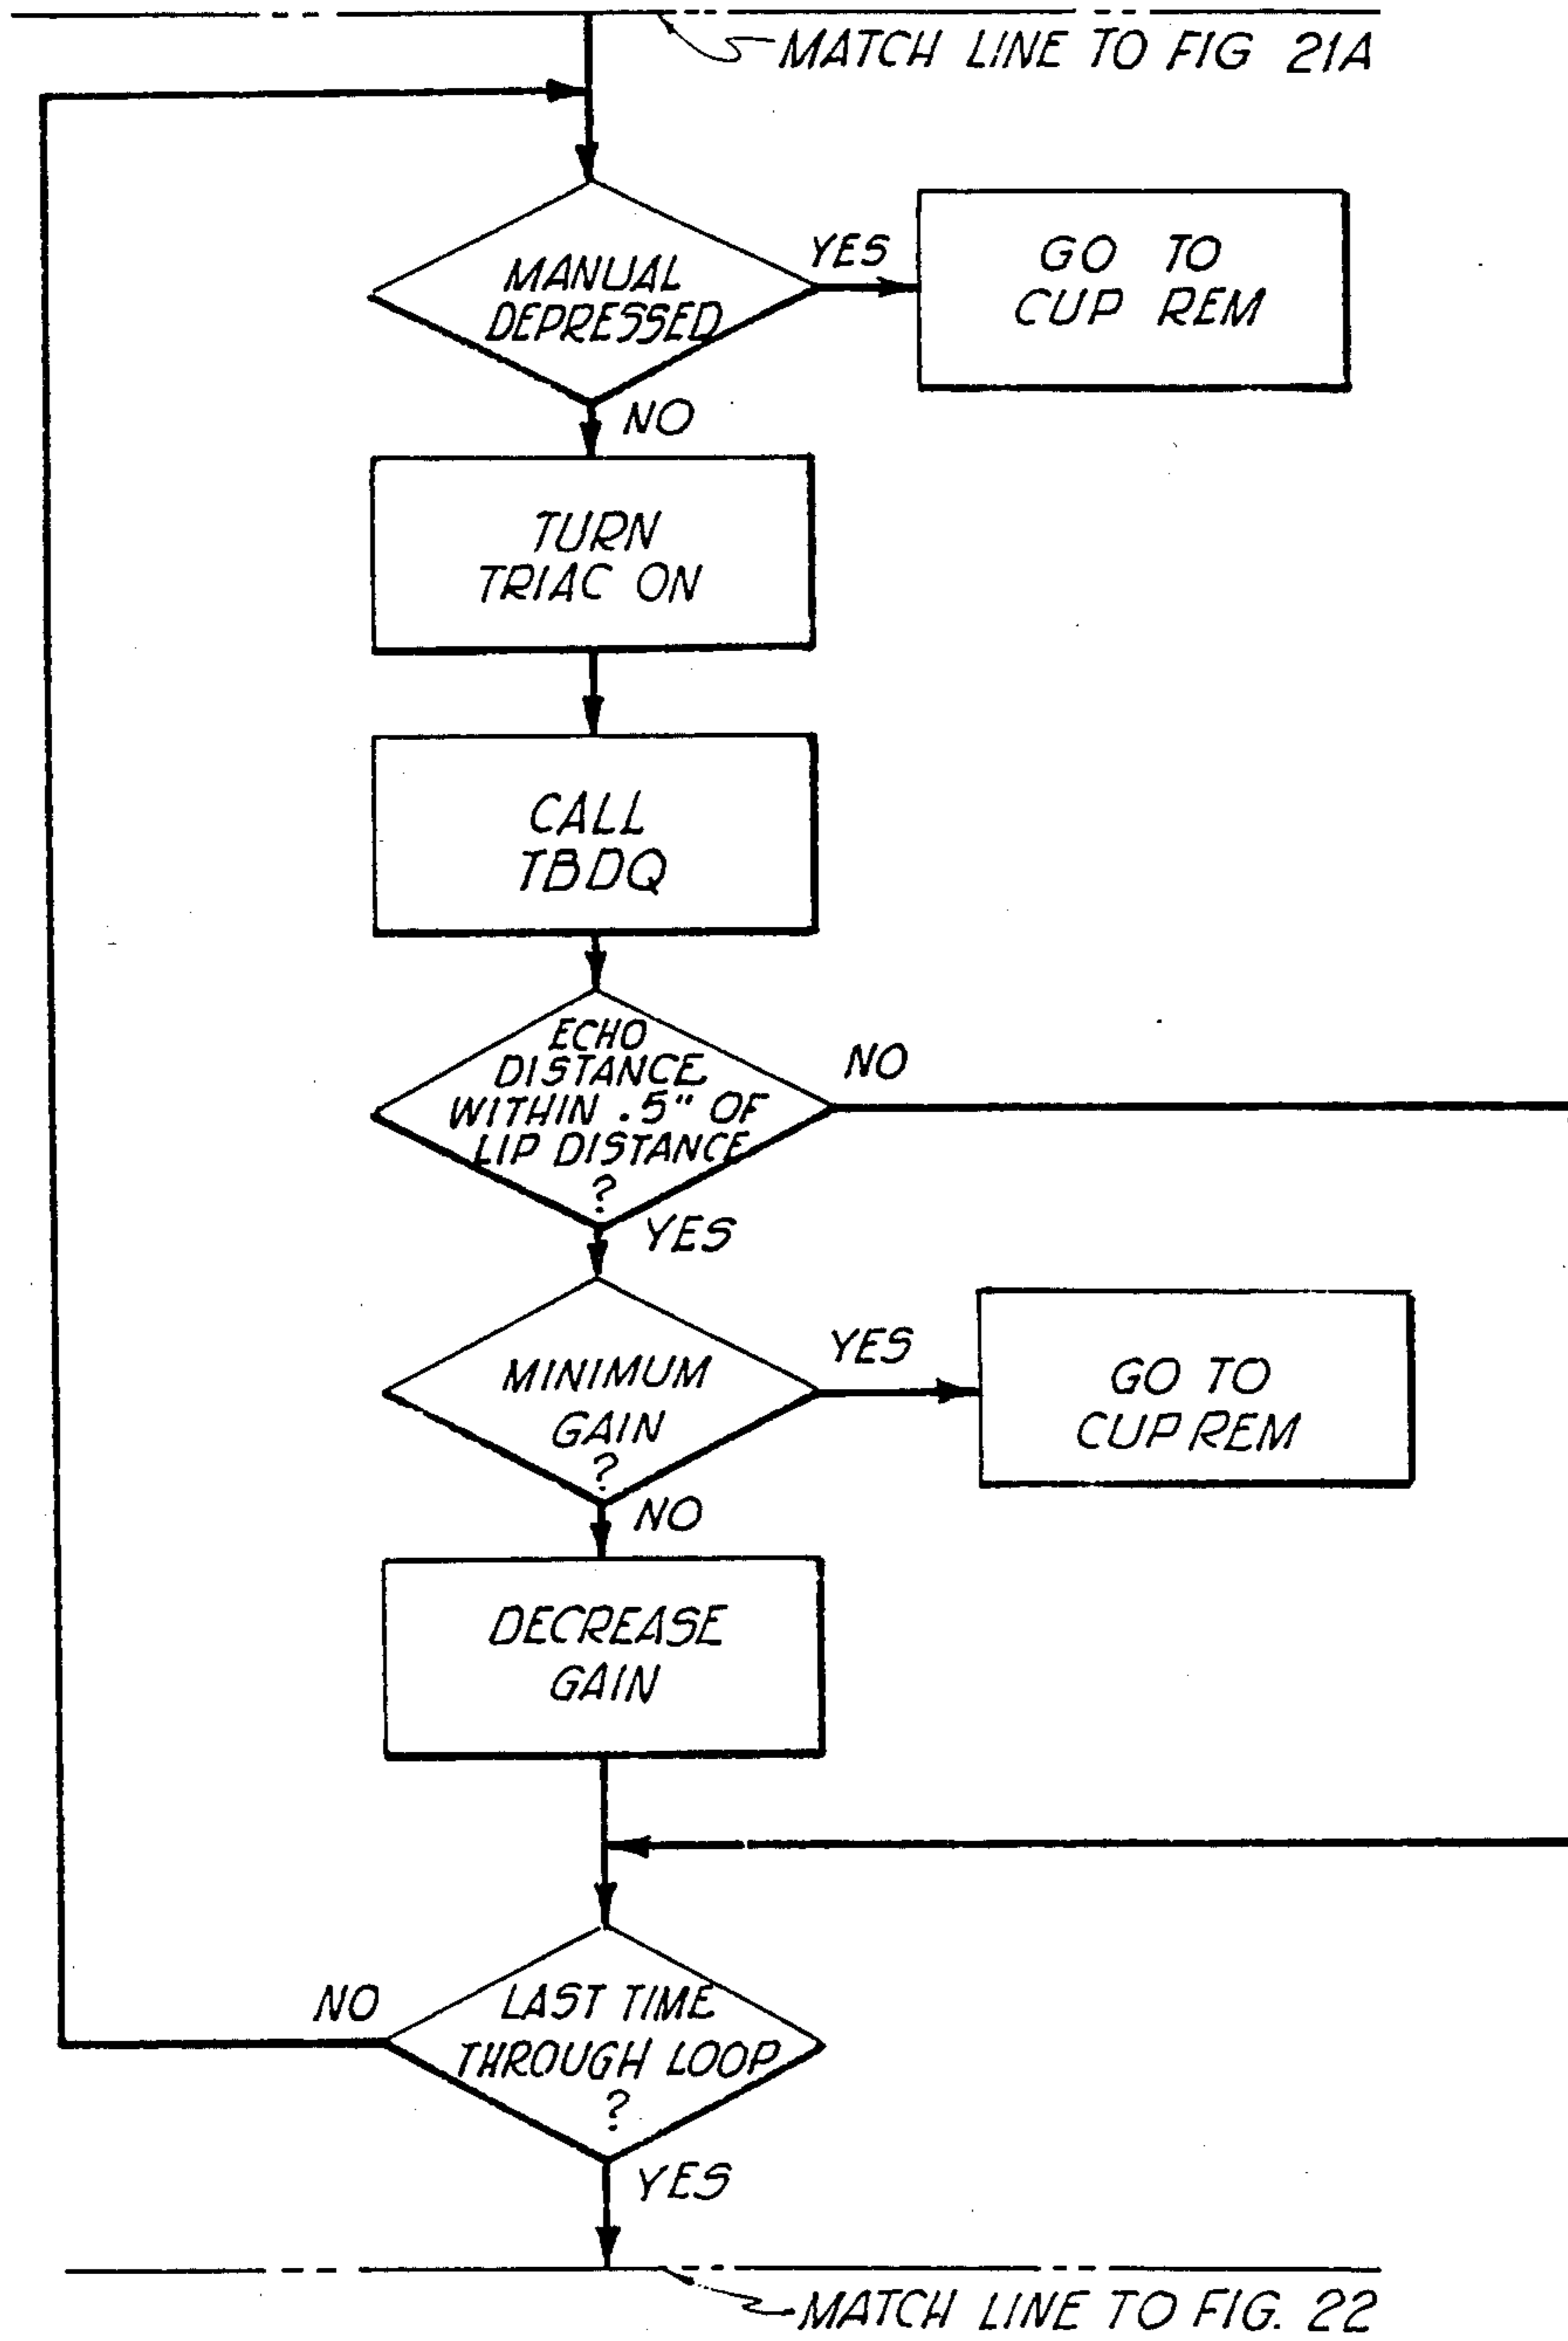 MATCH LINE TO FIG 21A
MANUAL
DEPRESSED
YES
GO TO
CUP REM
NO
TURN
TRIAC ON
CALL
TBDQ
ECHO
DISTANCE
WITHIN .5" OF
LIP DISTANCE
?
NO
YES
MINIMUM
GAIN
?
YES
GO TO
CUP REM
NO
DECREASE
GAIN
LAST TIME
THROUGH LOOP
?
NO
YES
MATCH LINE TO FIG. 22